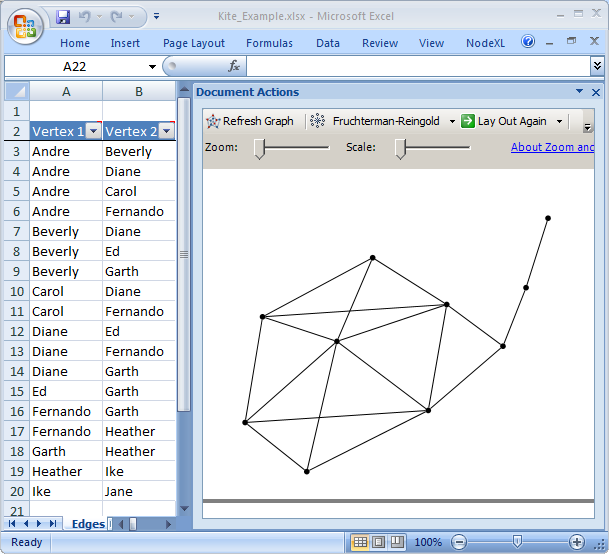 Kite_Example.xlsx - Microsoft Excel
Home Insert Page Layout Formulas Data Review View NodeXL
A22 fx
Document Actions
Refresh Graph Fruchterman-Reingold Lay Out Again
Zoom: Scale: About Zoom and
A B
1
2 Vertex 1 Vertex 2
3 Andre Beverly
4 Andre Diane
5 Andre Carol
6 Andre Fernando
7 Beverly Diane
8 Beverly Ed
9 Beverly Garth
10 Carol Diane
11 Carol Fernando
12 Diane Ed
13 Diane Fernando
14 Diane Garth
15 Ed Garth
16 Fernando Garth
17 Fernando Heather
18 Garth Heather
19 Heather Ike
20 Ike Jane
21
Edges
Ready 100%